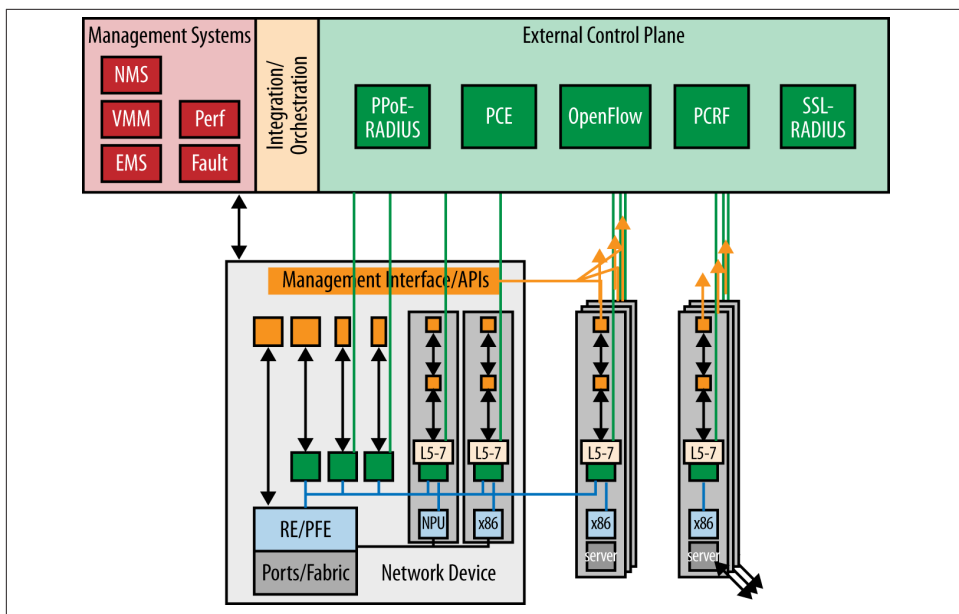 Management Systems
NMS
VMM
Perf
EMS
Fault
Integration/
Orchestration
External Control Plane
PPoE-
RADIUS
PCE
OpenFlow
PCRF
SSL-
RADIUS
Management Interface/APIs
L5-7
L5-7
L5-7
L5-7
RE/PFE
NPU
x86
x86
x86
Ports/Fabric
Network Device
server
server